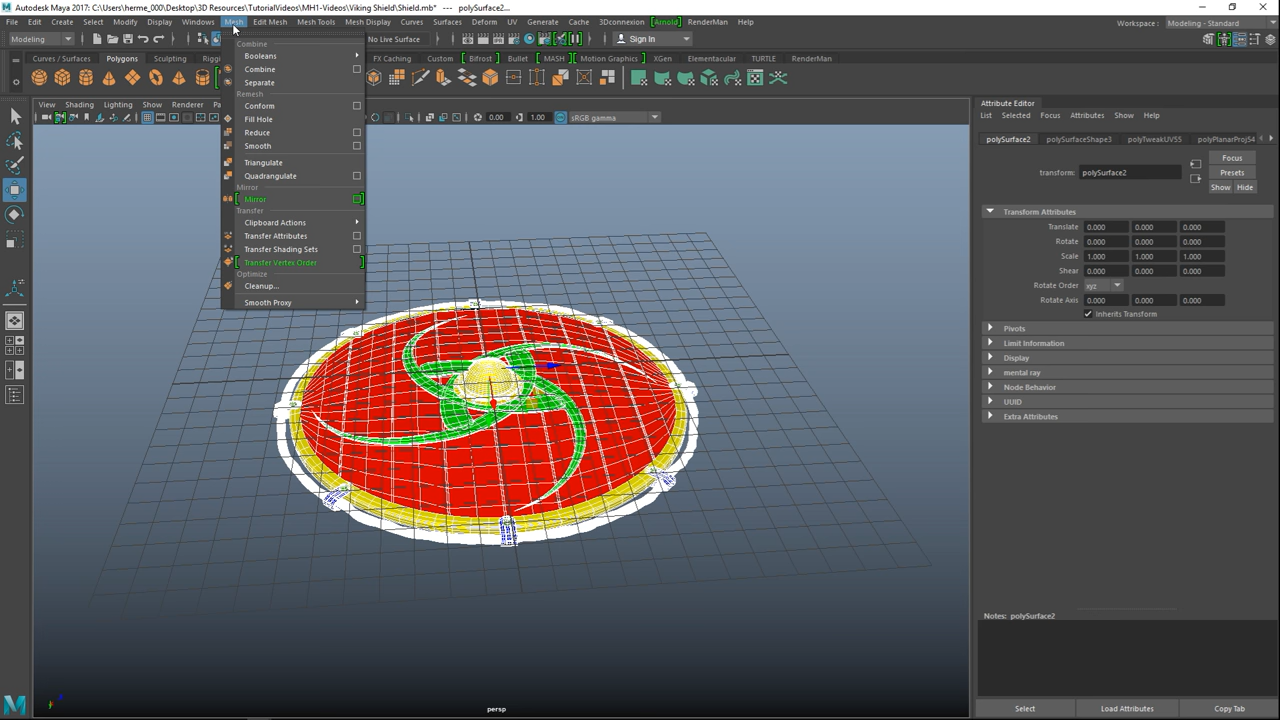 Autodesk Maya 2017: C:\Users\herme_000\Desktop\3D Resources\TutorialVideos\MH1-Videos\Viking Shield\Shield.mb* --- polySurface2...
File Edit Create Select Modify Display Windows Mesh Edit Mesh Mesh Tools Mesh Display Curves Surfaces Deform UV Generate Cache 3Dconnexion Arnold RenderMan Help
Workspace : Modeling - Standard
Modeling No Live Surface Sign In
Curves / Surfaces Polygons Sculpting FX Caching Custom Bifrost Bullet MASH Motion Graphics XGen Elementacular TURTLE RenderMan
View Shading Lighting Show Renderer
0.00 1.00 sRGB gamma
Combine
Booleans
Combine
Separate
Remesh
Conform
Fill Hole
Reduce
Smooth
Triangulate
Quadrangulate
Mirror
Mirror
Transfer
Clipboard Actions
Transfer Attributes
Transfer Shading Sets
Transfer Vertex Order
Optimize
Cleanup...
Smooth Proxy
persp
Attribute Editor
List Selected Focus Attributes Show Help
polySurface2 polySurfaceShape3 polyTweakUV55 polyPlanarProj54
transform: polySurface2
Focus
Presets
Show Hide
Transform Attributes
Translate 0.000 0.000 0.000
Rotate 0.000 0.000 0.000
Scale 1.000 1.000 1.000
Shear 0.000 0.000 0.000
Rotate Order xyz
Rotate Axis 0.000 0.000 0.000
Inherits Transform
Pivots
Limit Information
Display
mental ray
Node Behavior
UUID
Extra Attributes
Notes: polySurface2
Select Load Attributes Copy Tab